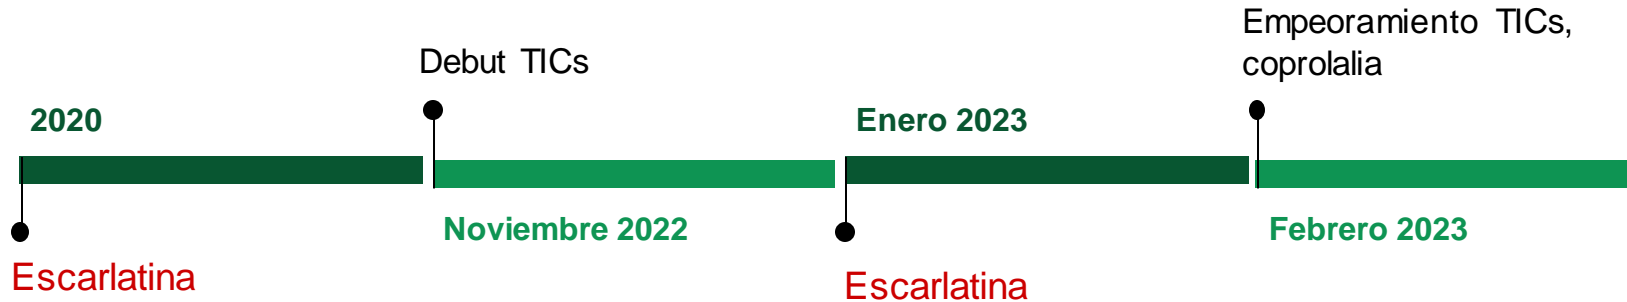 2020
Escarlatina
Debut TICs
Noviembre 2022
Enero 2023
Escarlatina
Empeoramiento TICs,
coprolalia
Febrero 2023